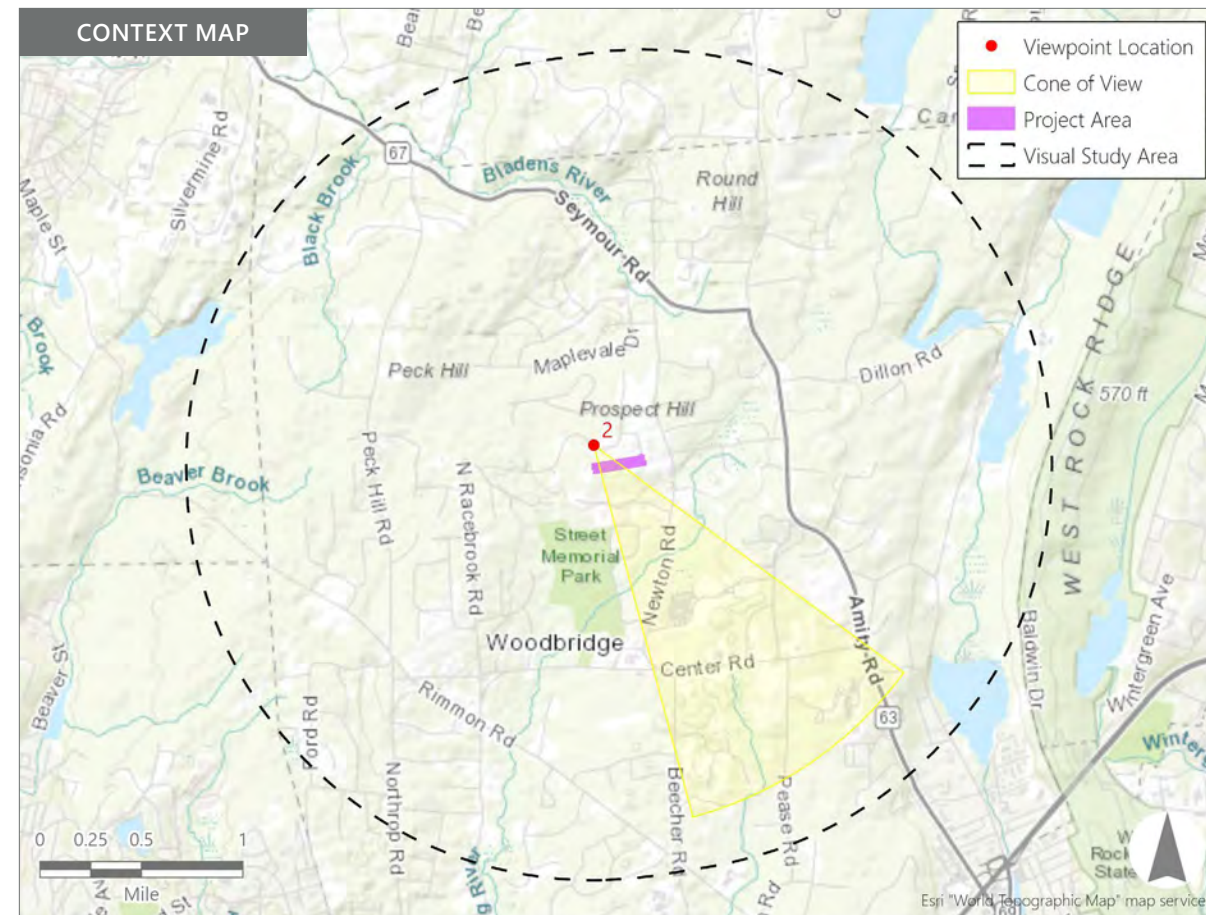 CONTEXT MAP
Viewpoint Location
Cone of View
Project Area
Visual Study Area
Silvermine Rd
67
Black Brook
Bladens River
Seymour Rd
Round
Hill
Maple St
Brook
Peck Hill
Maplevale Dr
Dillon Rd
Prospect Hill
570 ft
WEST ROCK RIDGE
2
Beaver Brook
Peck Hill Rd
N Racebrook Rd
Street
Memorial
Park
Newton Rd
Woodbridge
Center Rd
Amity Rd
63
Baldwin Dr
Wintergreen Ave
Beaver St
Ford Rd
Rimmon Rd
Northrop Rd
Beecher Rd
Pease Rd
0 0.25 0.5 1
Mile
Esri "World Topographic Map" map service